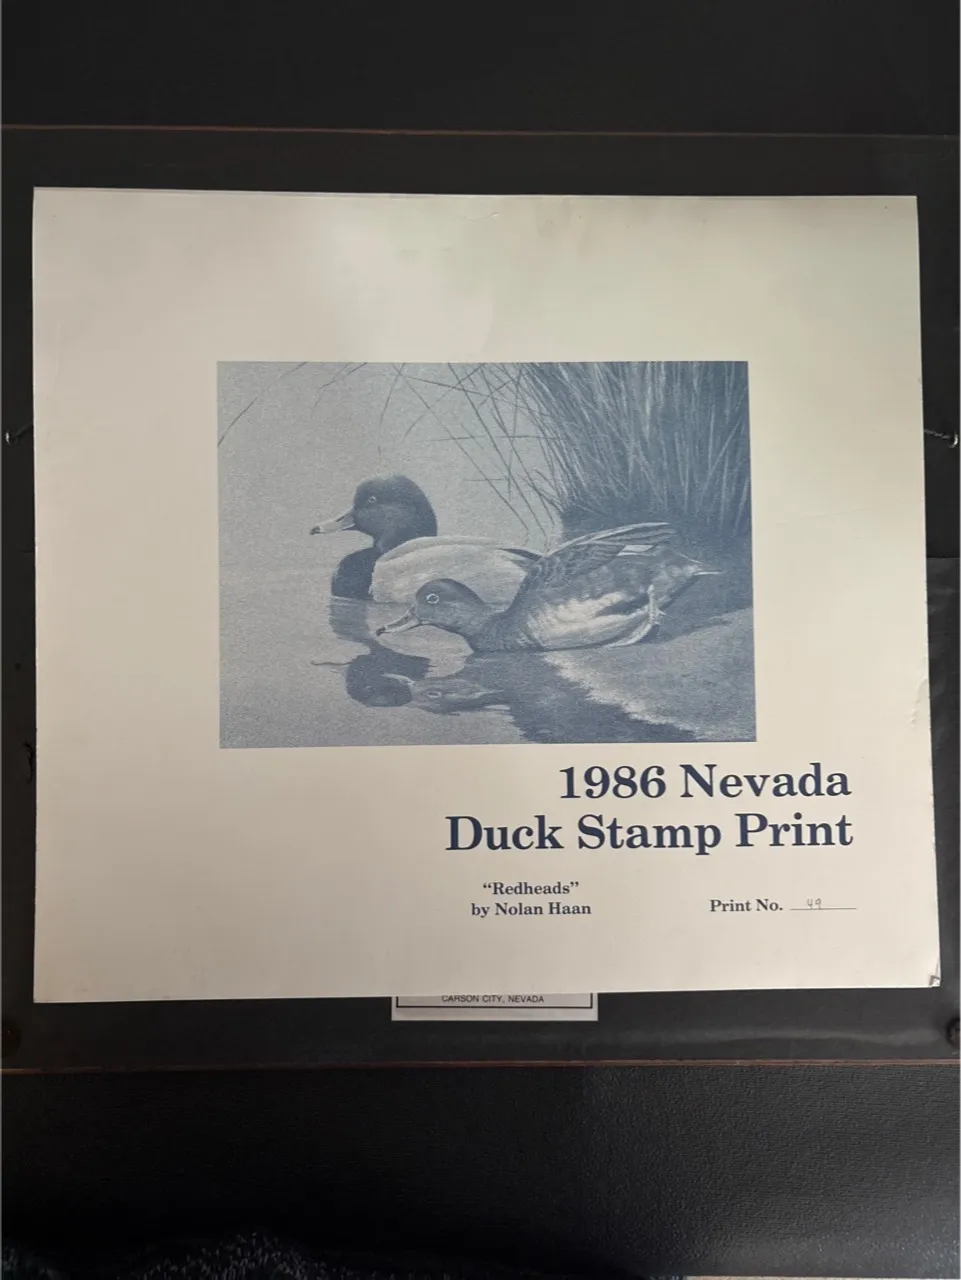 1986 Nevada
Duck Stamp Print
“Redheads”
by Nolan Haan
Print No. 49
CARSON CITY, NEVADA